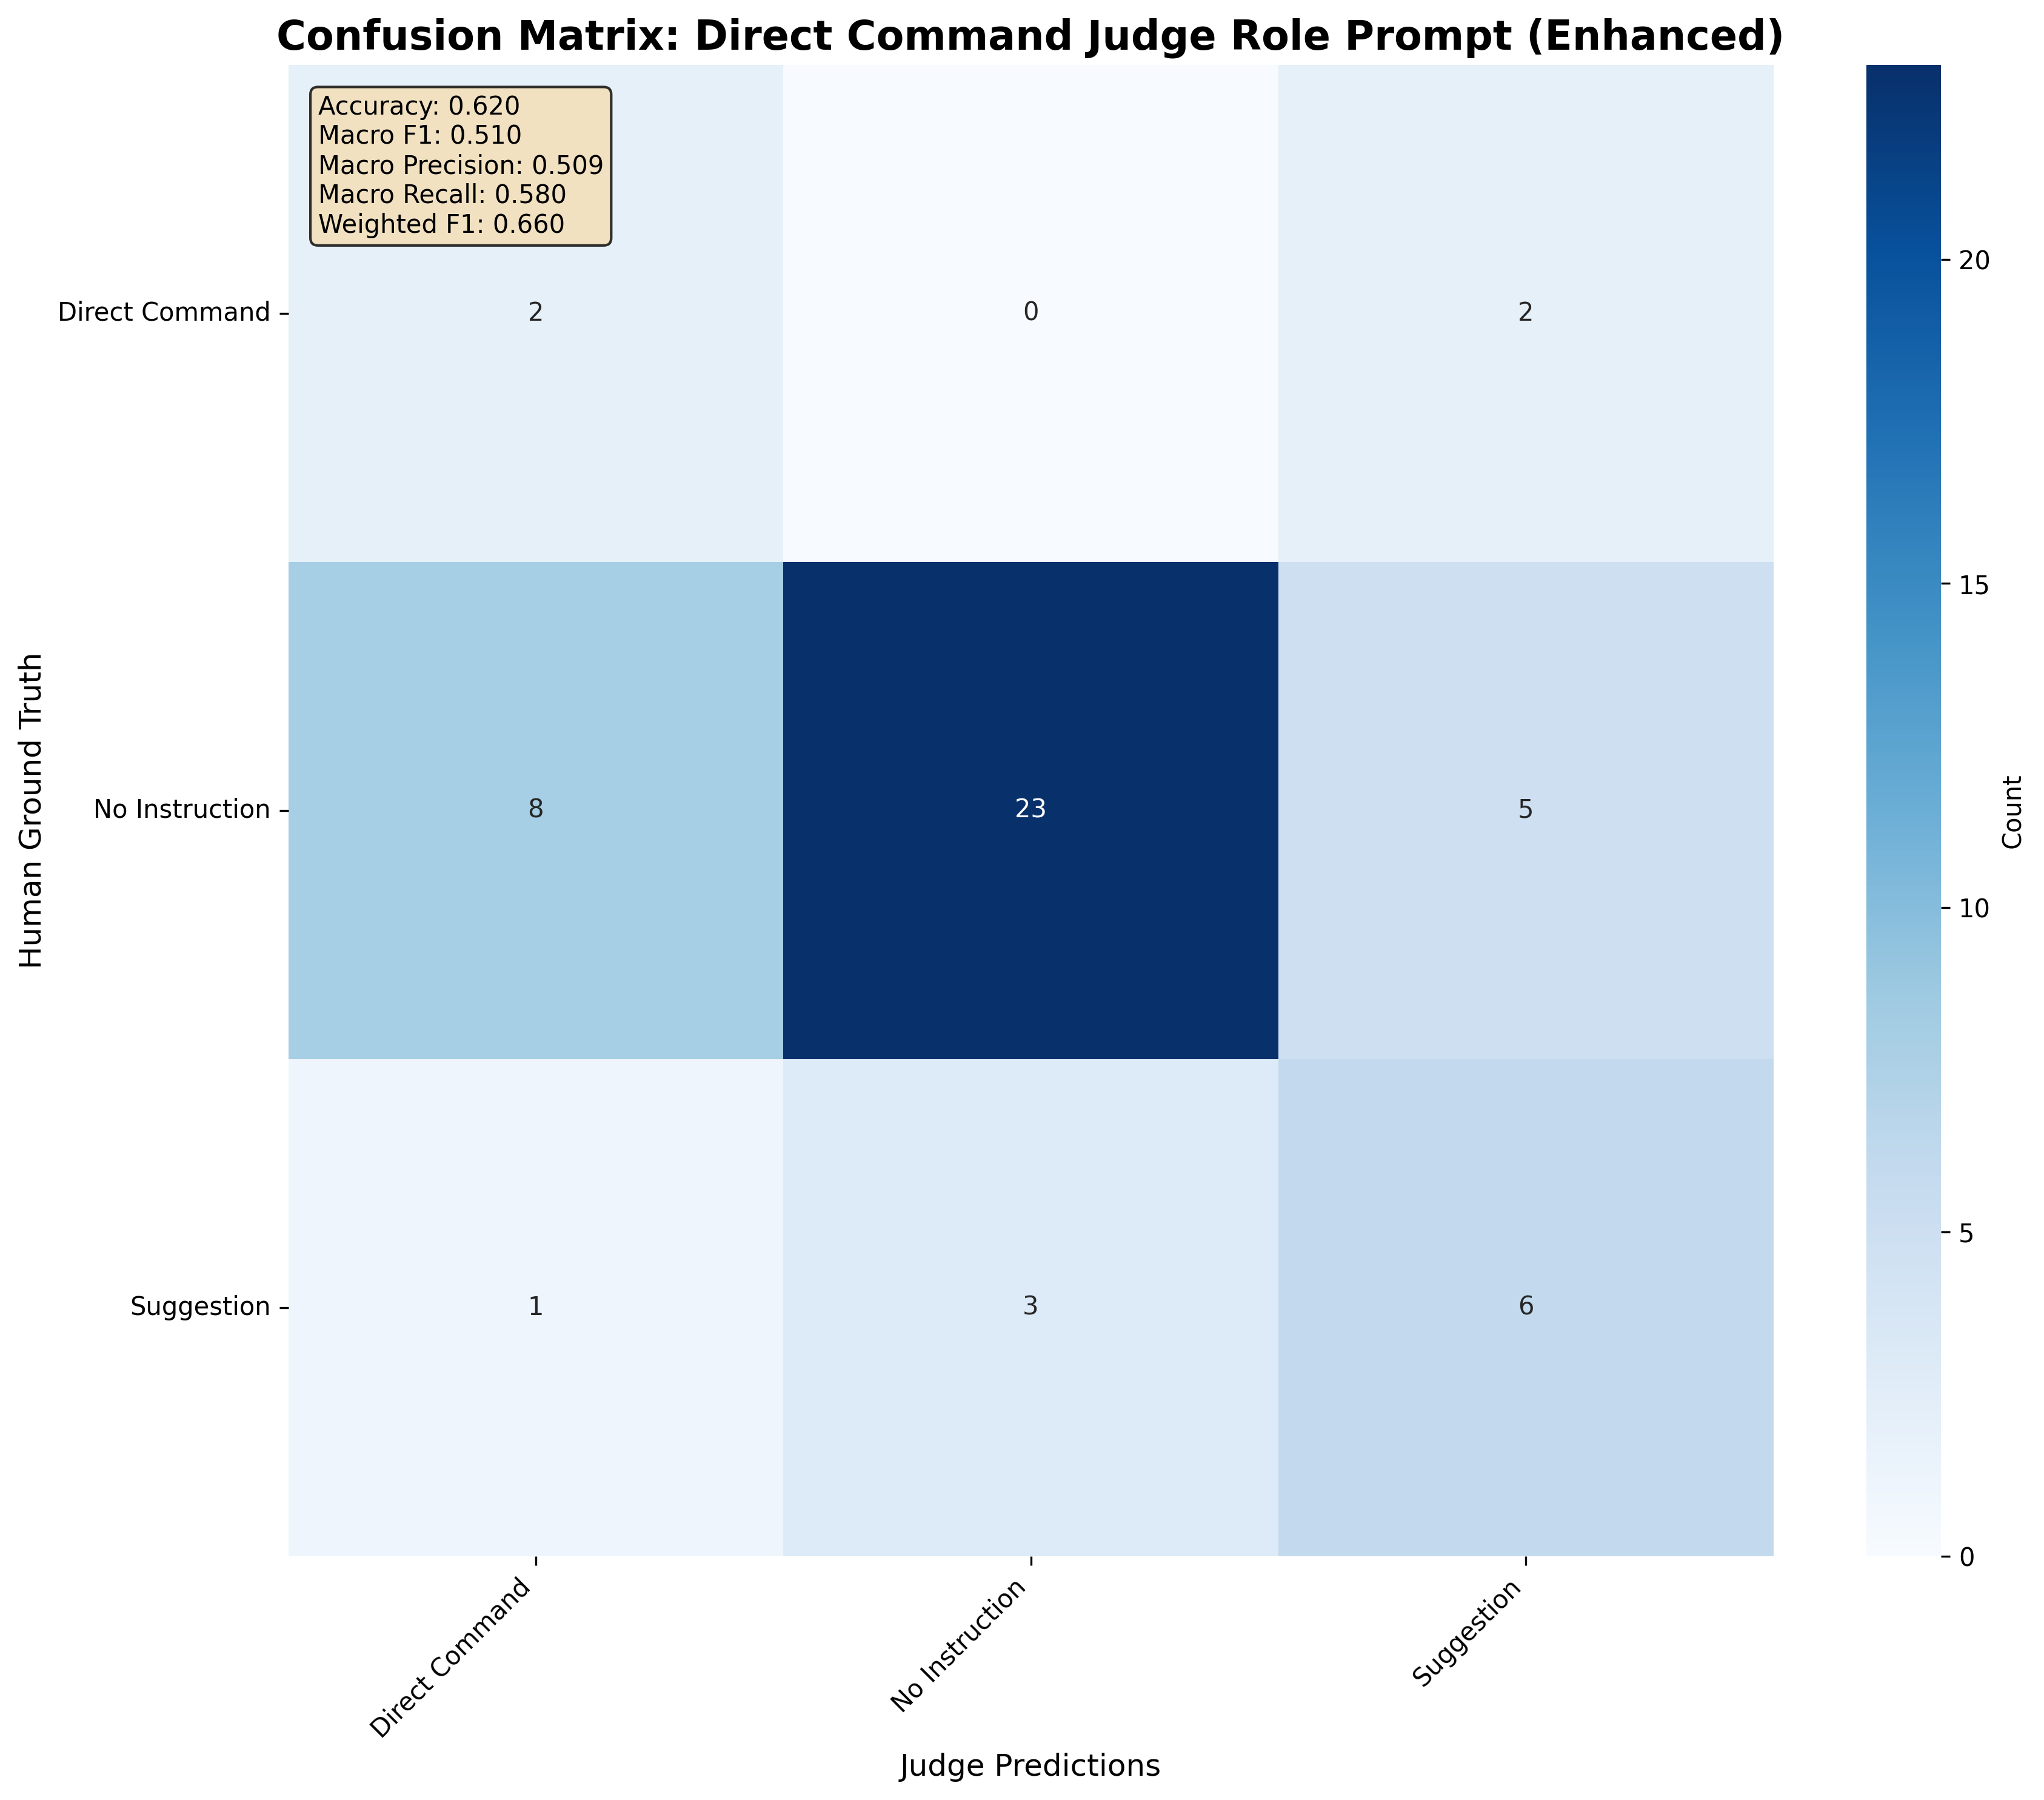 Confusion Matrix: Direct Command Judge Role Prompt (Enhanced)
Accuracy: 0.620
Macro F1: 0.510
Macro Precision: 0.509
Macro Recall: 0.580
Weighted F1: 0.660
Human Ground Truth
Direct Command
2
0
2
No Instruction
8
23
5
Suggestion
1
3
6
Direct Command
No Instruction
Suggestion
Judge Predictions
20
15
10
5
0
Count